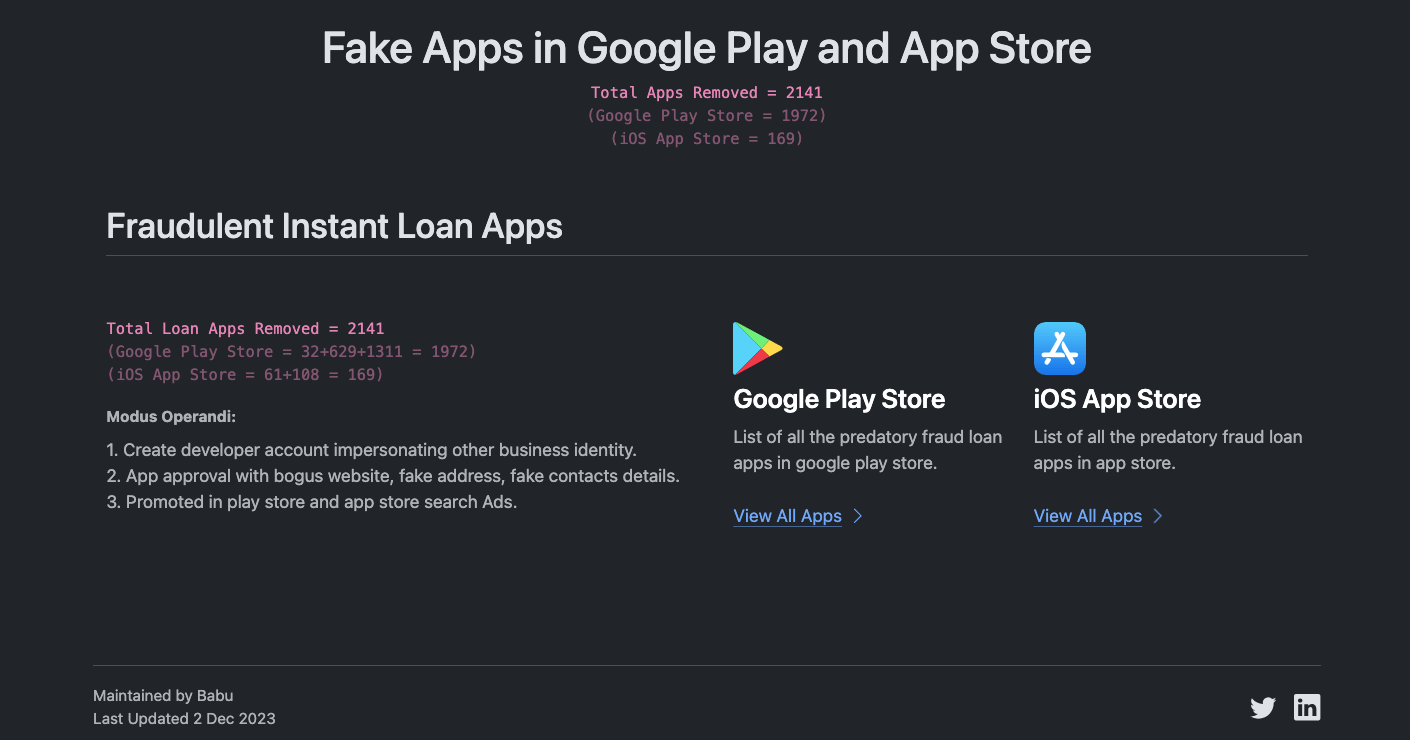 Fake Apps in Google Play and App Store
Total Apps Removed = 2141
(Google Play Store = 1972)
(iOS App Store = 169)
Fraudulent Instant Loan Apps
Total Loan Apps Removed = 2141
(Google Play Store = 32+629+1311 = 1972)
(iOS App Store = 61+108 = 169)
Modus Operandi:
1. Create developer account impersonating other business identity.
2. App approval with bogus website, fake address, fake contacts details.
3. Promoted in play store and app store search Ads.
Google Play Store
List of all the predatory fraud loan
apps in google play store.
View All Apps
iOS App Store
List of all the predatory fraud loan
apps in app store.
View All Apps
Maintained by Babu
Last Updated 2 Dec 2023
in